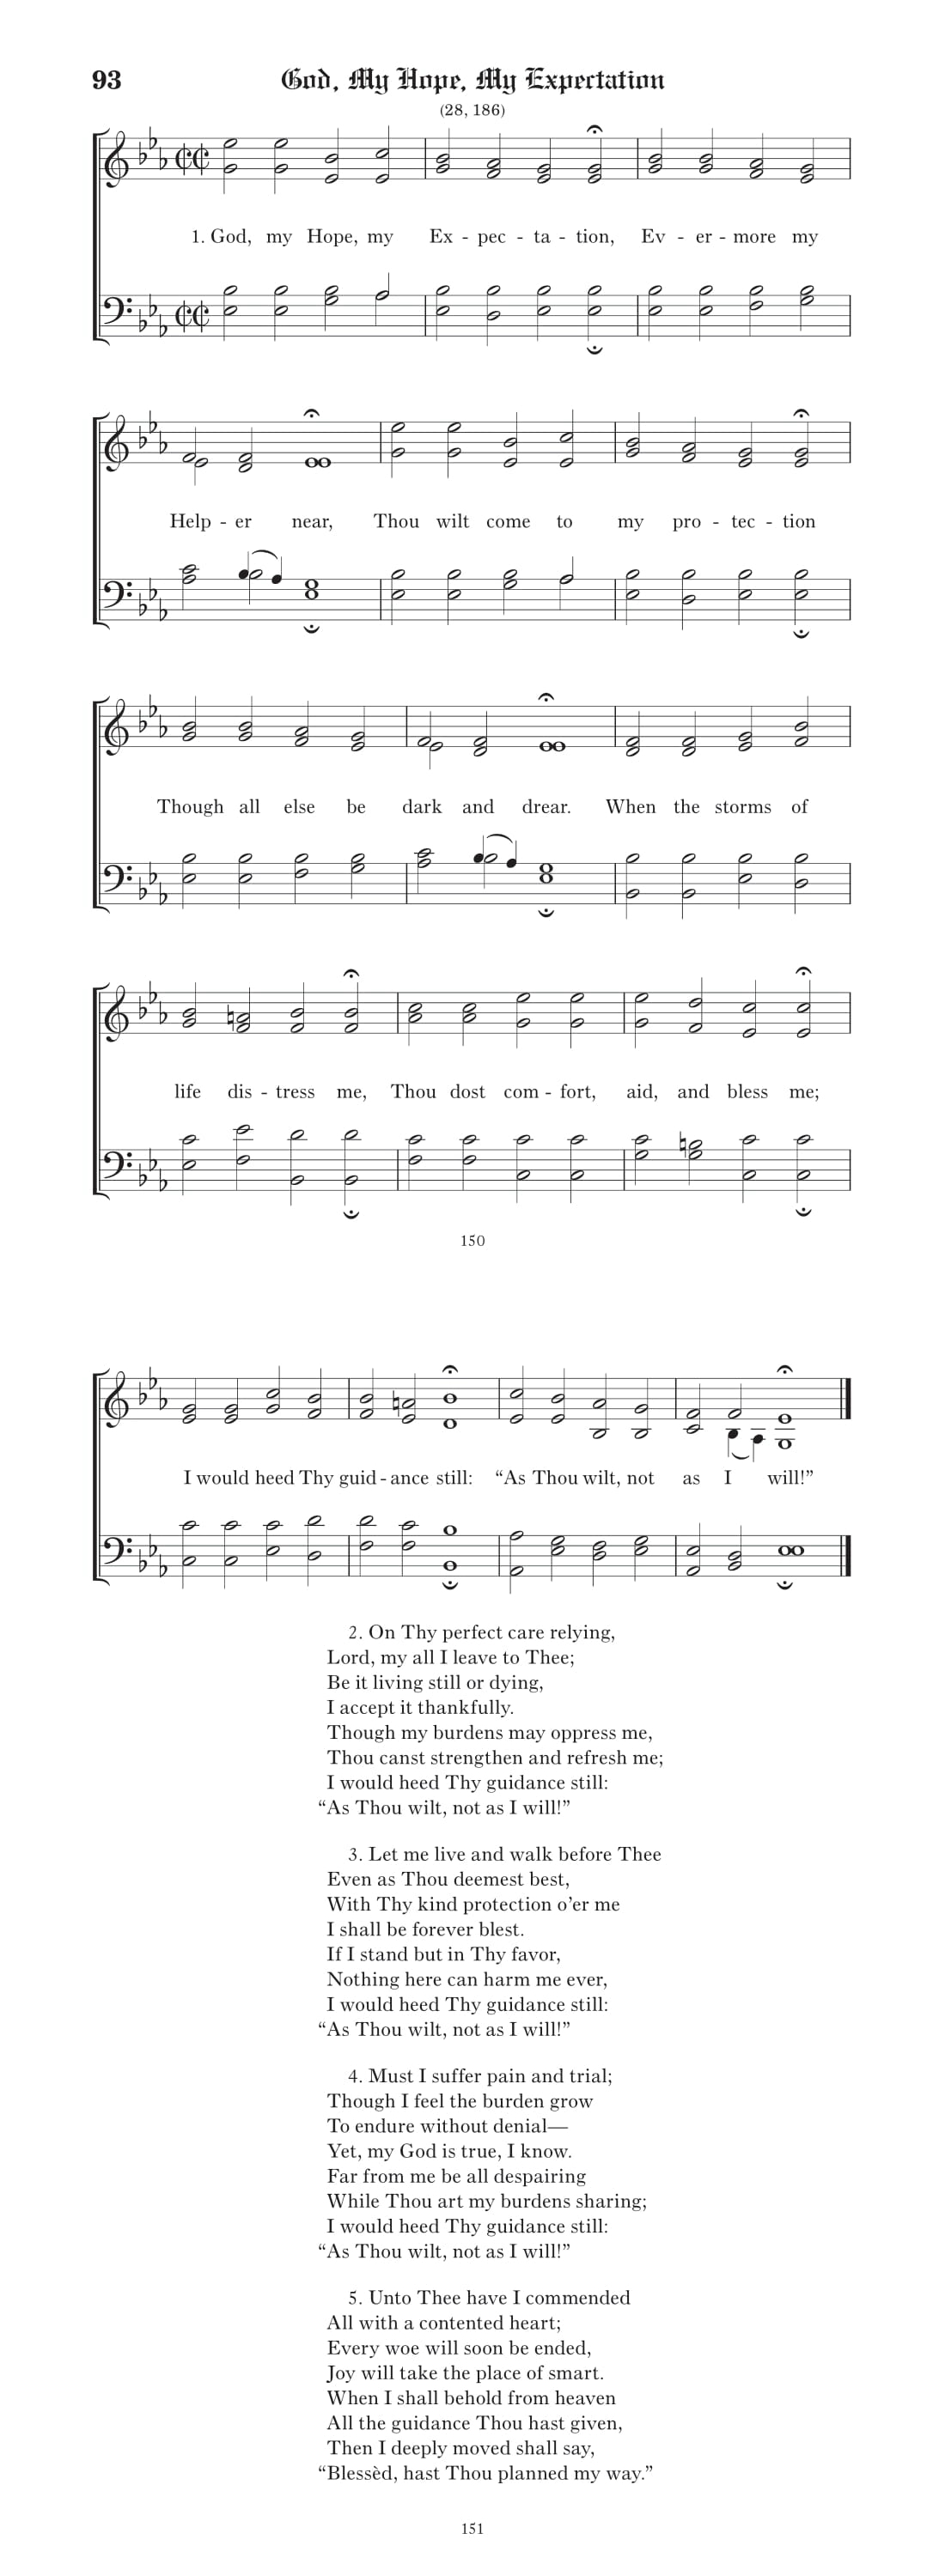 93 God, My Hope, My Expectation
(28, 186)
1. God, my Hope, my Ex - pec - ta - tion, Ev - er - more my
Help - er near, Thou wilt come to my pro - tec - tion
Though all else be dark and drear. When the storms of
life dis - tress me, Thou dost com - fort, aid, and bless me;
150
I would heed Thy guid - ance still: “As Thou wilt, not as I will!”
2. On Thy perfect care relying,
Lord, my all I leave to Thee;
Be it living still or dying,
I accept it thankfully.
Though my burdens may oppress me,
Thou canst strengthen and refresh me;
I would heed Thy guidance still:
“As Thou wilt, not as I will!”
3. Let me live and walk before Thee
Even as Thou deemest best,
With Thy kind protection o’er me
I shall be forever blest.
If I stand but in Thy favor,
Nothing here can harm me ever,
I would heed Thy guidance still:
“As Thou wilt, not as I will!”
4. Must I suffer pain and trial;
Though I feel the burden grow
To endure without denial—
Yet, my God is true, I know.
Far from me be all despairing
While Thou art my burdens sharing;
I would heed Thy guidance still:
“As Thou wilt, not as I will!”
5. Unto Thee have I commended
All with a contented heart;
Every woe will soon be ended,
Joy will take the place of smart.
When I shall behold from heaven
All the guidance Thou hast given,
Then I deeply moved shall say,
“Blessèd, hast Thou planned my way.”
151